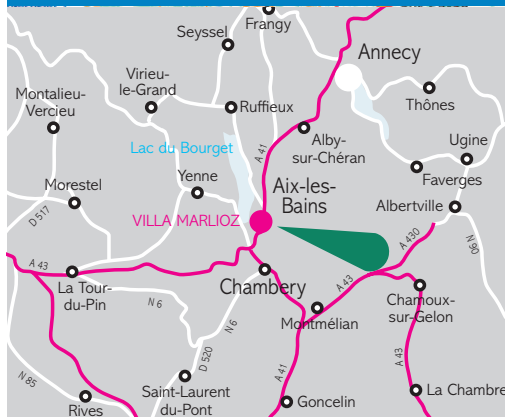 Frangy
Seyssel
Annecy
Virieu-
le-Grand
Thônes
Montalieu-
Vercieu
Ruffieux
A 41
Alby-
sur-Chéran
Ugine
Lac du Bourget
Faverges
Yenne
Aix-les-
Bains
Morestel
Albertville
D 517
VILLA MARLIOZ
A 430
N 90
A 43
Chambery
A 43
La Tour-
du-Pin
N 6
Chamoux-
sur-Gelon
Montmélian
N 6
D 520
A 43
A 41
N 85
Saint-Laurent
du-Pont
Goncelin
La Chambre
Rives